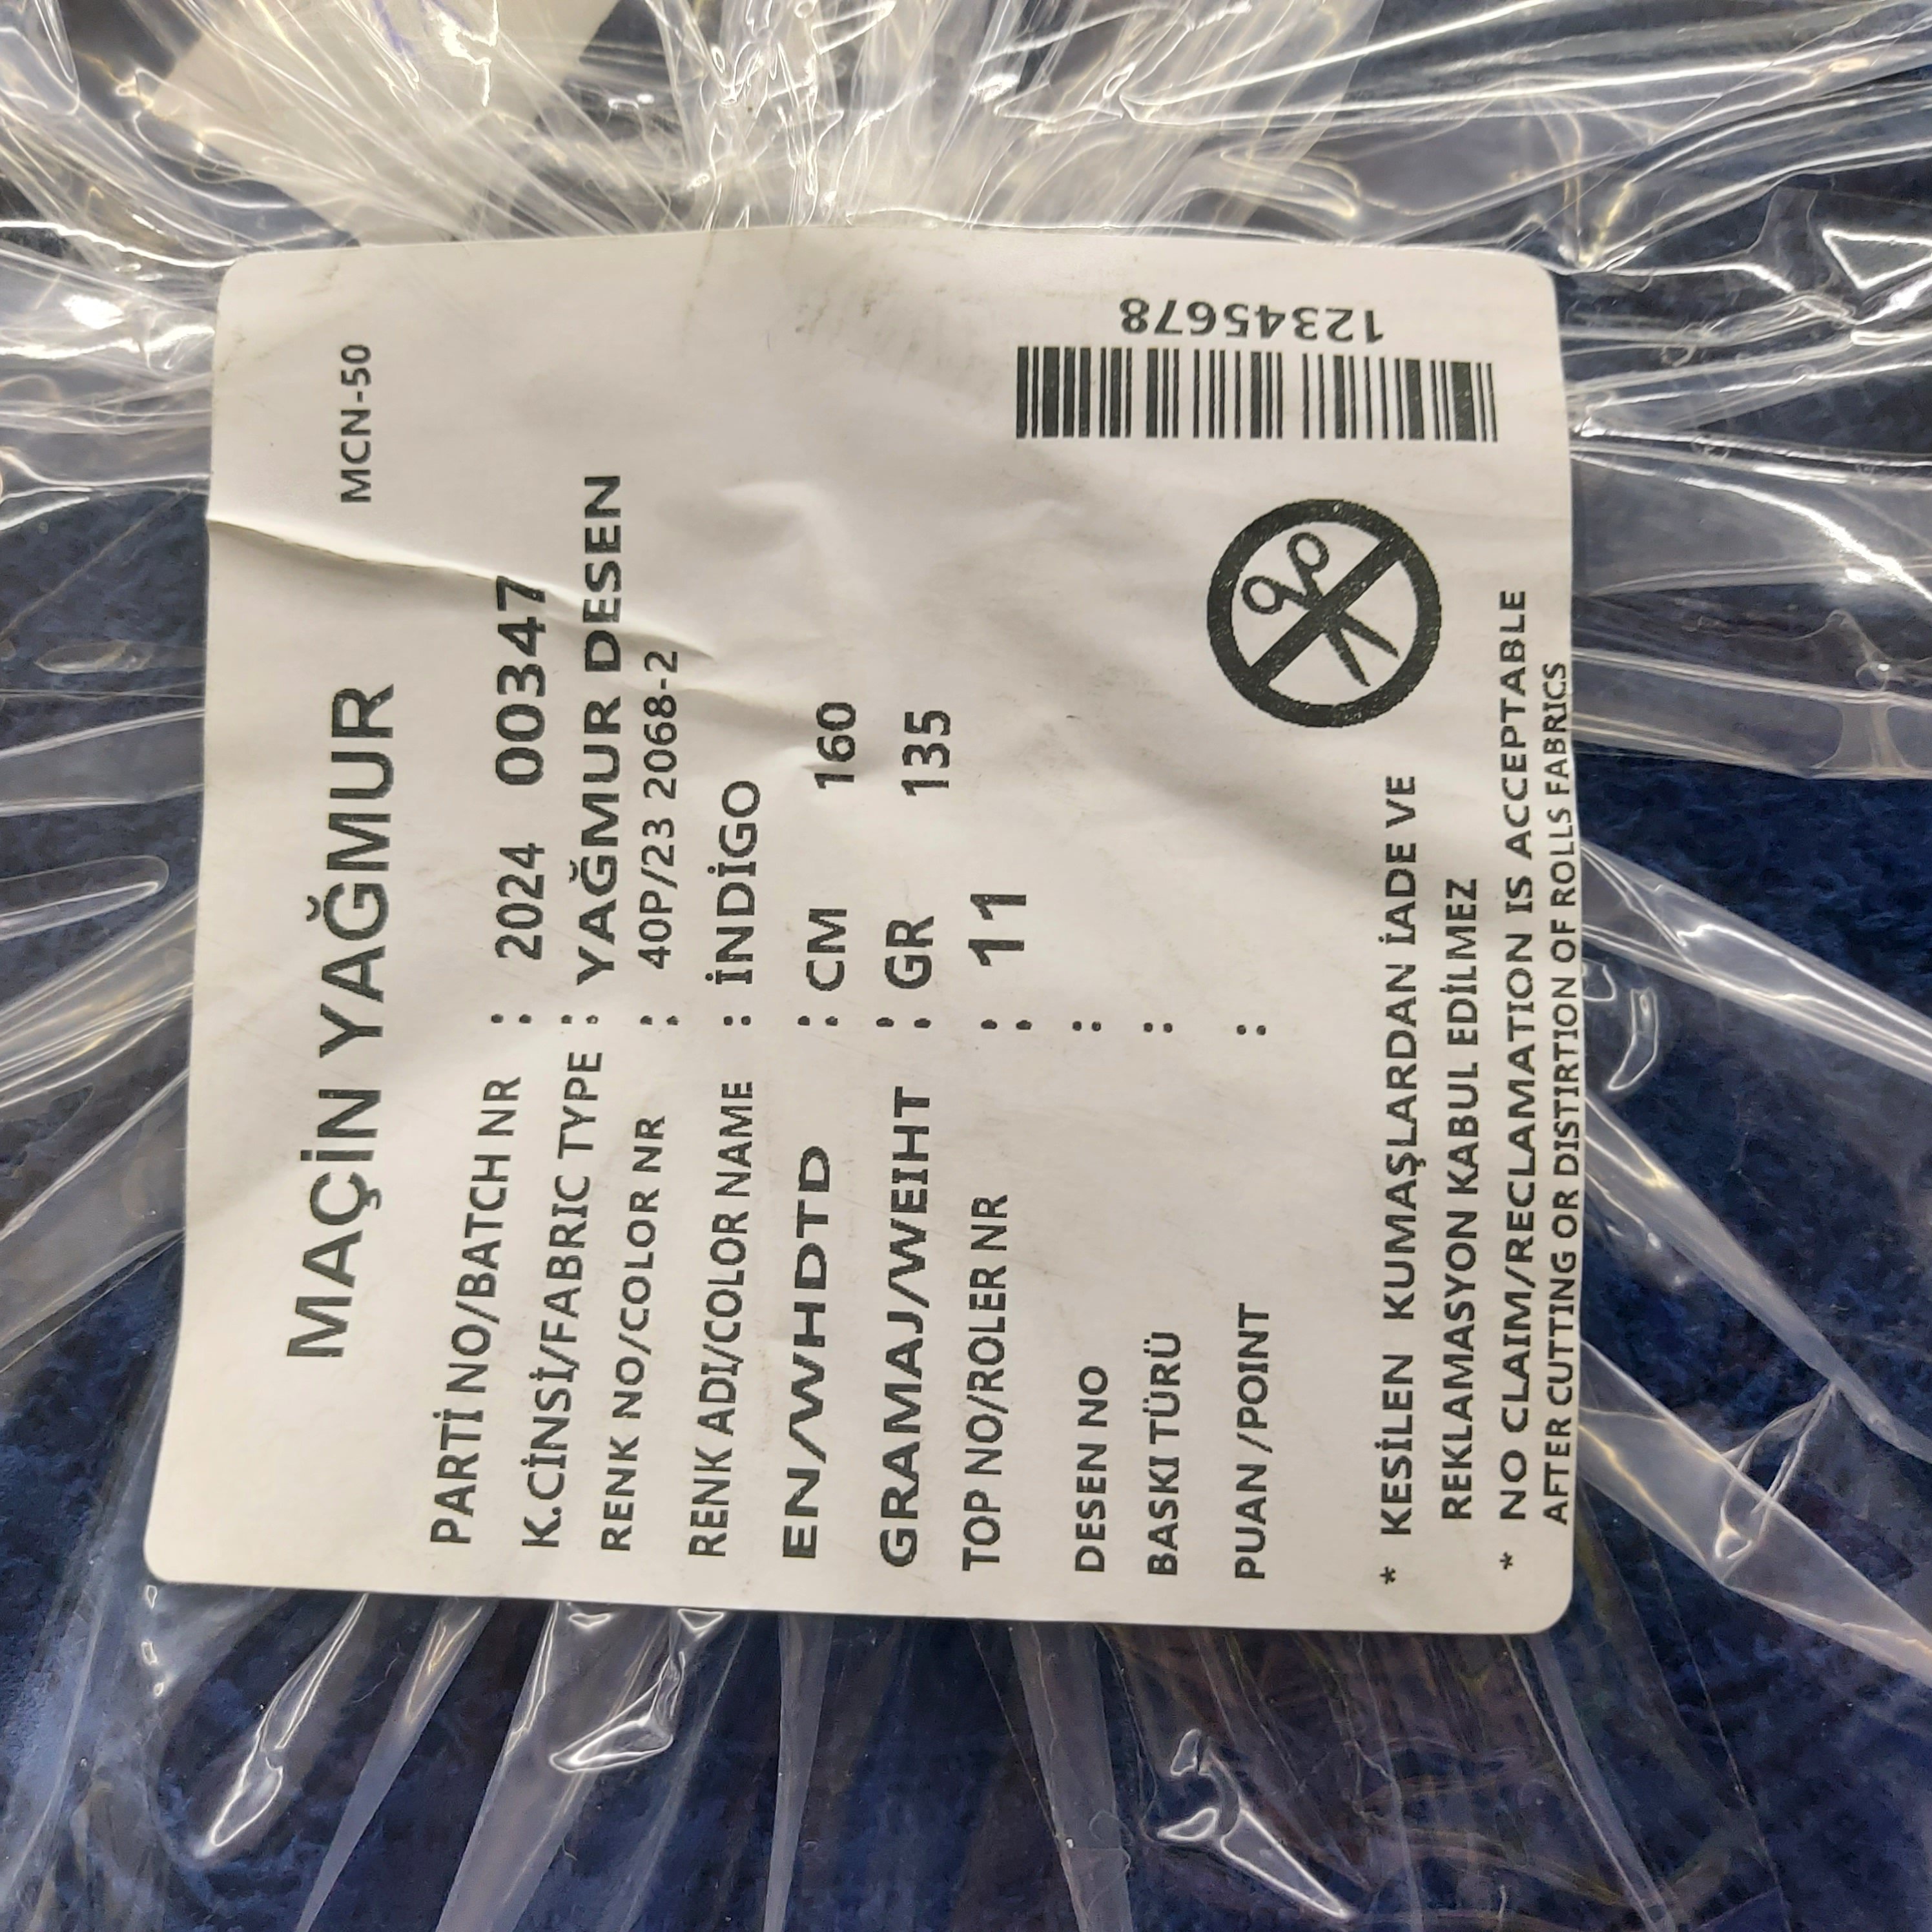 MCN-50
MAÇİN YAĞMUR
PARTİ NO/BATCH NR : 2024 00347
K.CİNSİ/FABRIC TYPE : YAĞMUR DESEN
RENK NO/COLOR NR : 40P/23 2068-2
RENK ADI/COLOR NAME : İNDİGO
EN/WHDTD : CM 160
GRAMAJ/WEIHT : GR 135
TOP NO/ROLER NR : 11
DESEN NO :
BASKI TÜRÜ :
PUAN /POINT :
12345678
* KESİLEN KUMAŞLARDAN İADE VE
REKLAMASYON KABUL EDİLMEZ
* NO CLAIM/RECLAMATION IS ACCEPTABLE
AFTER CUTTING OR DISTIRTION OF ROLLS FABRICS